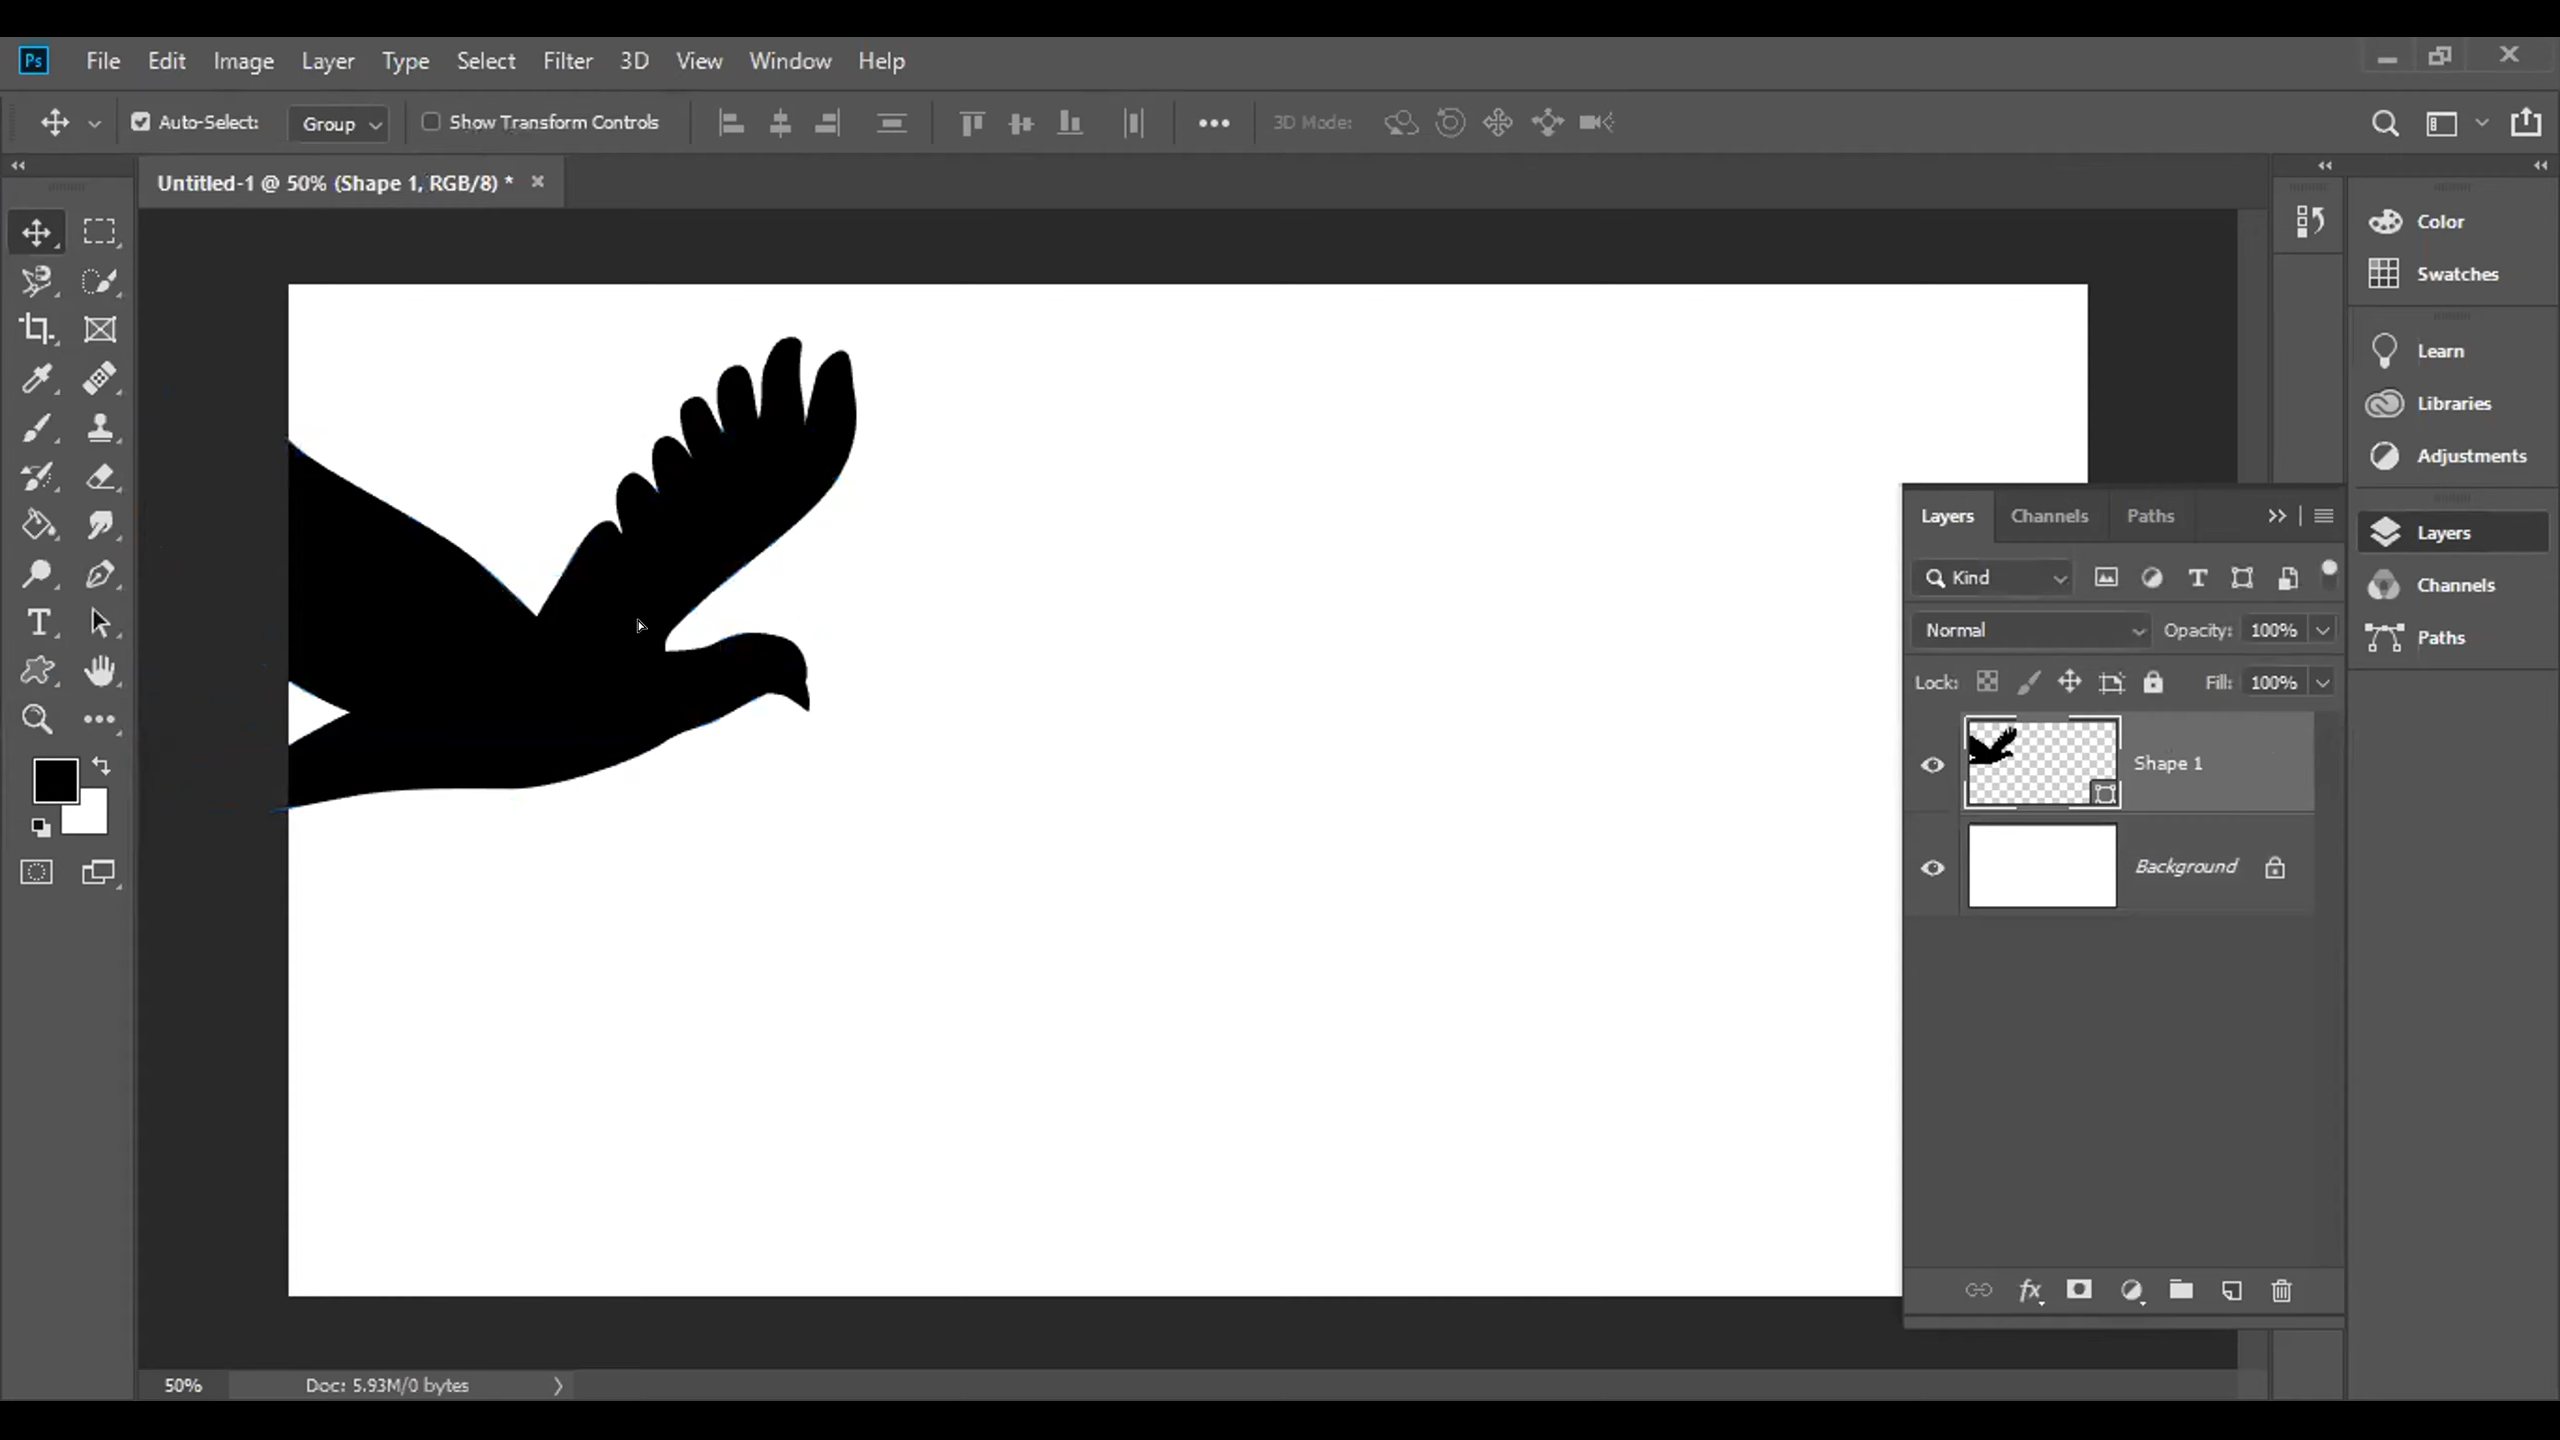 Ps File Edit Image Layer Type Select Filter 3D View Window Help
Auto-Select: Group Show Transform Controls 3D Mode:
Untitled-1 @ 50% (Shape 1, RGB/8) *
Color
Swatches
Learn
Libraries
Adjustments
Layers
Channels
Paths
Layers Channels Paths
Kind
Normal Opacity: 100%
Lock: Fill: 100%
Shape 1
Background
50% Doc: 5.93M/0 bytes